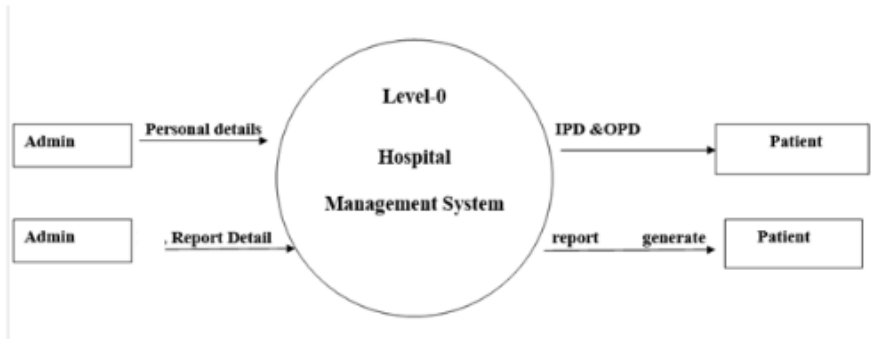 Level-0
Admin
Personal details
Hospital
IPD &OPD
Patient
Management System
Admin
. Report Detail
report generate
Patient